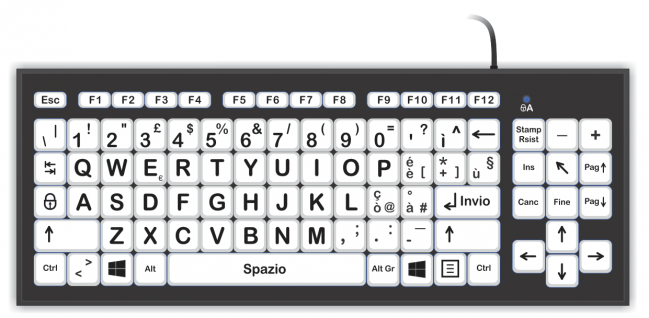 Esc F1 F2 F3 F4 F5 F6 F7 F8 F9 F10 F11 F12
A
\ | 1 ! 2 " 3 £ 4 $ 5 % 6 & 7 / 8 ( 9 ) 0 = ' ? ì ^ ← Stamp Rsist − +
↹ Q W E € R T Y U I O P é è [ * + ] § ù Ins ↖ Pag↑
A S D F G H J K L ç ò @ ° à # ↲ Invio Canc Fine Pag↓
↑ Z X C V B N M , ; . : - _ ↑ ↑
Ctrl < > Alt Spazio Alt Gr Ctrl ← ↓ →